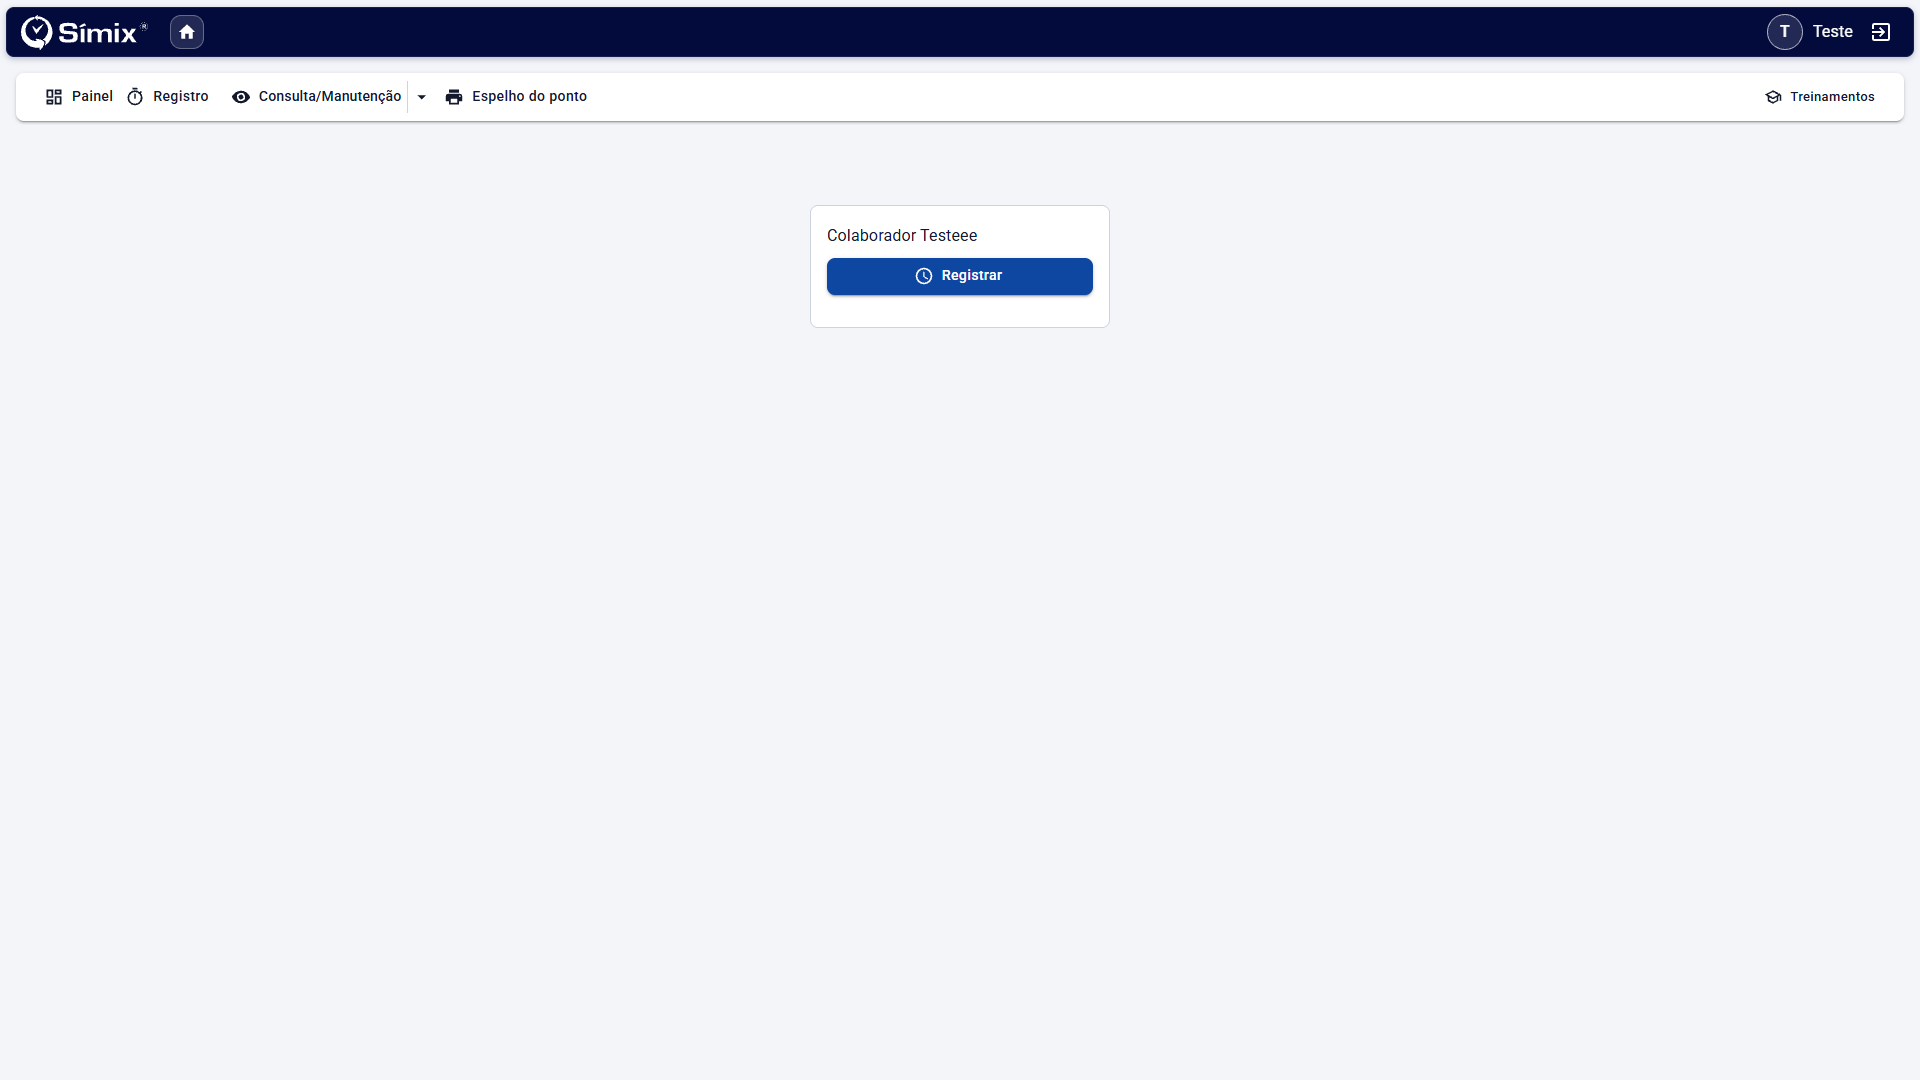 Símix®
T Teste
Painel Registro Consulta/Manutenção Espelho do ponto Treinamentos
Colaborador Testeee
Registrar